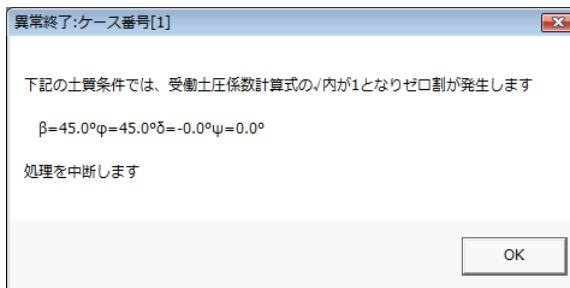 異常終了:ケース番号[1]
下記の土質条件では、受働土圧係数計算式の√内が1となりゼロ割が発生します
β=45.0°φ=45.0°δ=-0.0°ψ=0.0°
処理を中断します
OK